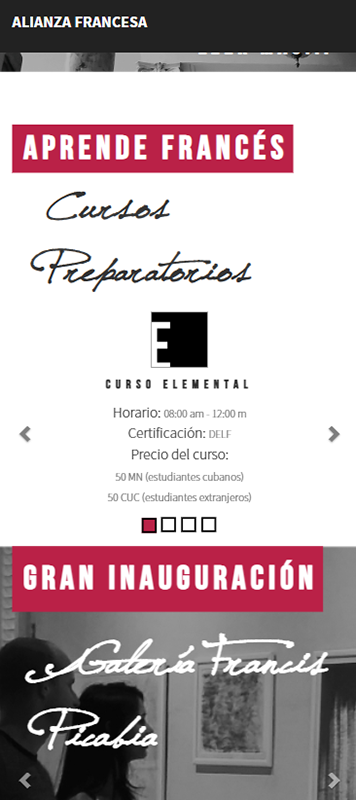 ALIANZA FRANCESA
APRENDE FRANCÉS
Cursos
Preparatorios
E
CURSO ELEMENTAL
Horario: 08:00 am - 12:00 m
Certificación: DELF
Precio del curso:
50 MN (estudiantes cubanos)
50 CUC (estudiantes extranjeros)
GRAN INAUGURACIÓN
Galería Francis
Picabia